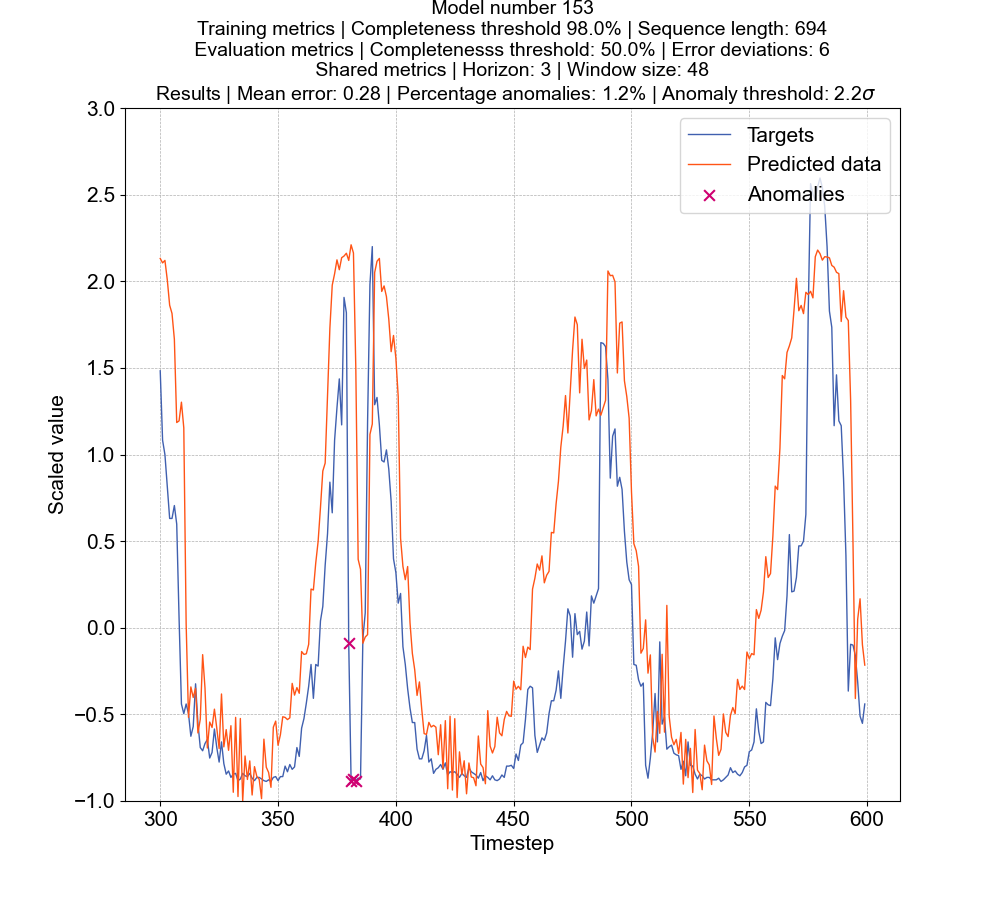 Model number 153
Training metrics | Completeness threshold 98.0% | Sequence length: 694
Evaluation metrics | Completenesss threshold: 50.0% | Error deviations: 6
Shared metrics | Horizon: 3 | Window size: 48
Results | Mean error: 0.28 | Percentage anomalies: 1.2% | Anomaly threshold: 2.2σ
Targets
Predicted data
Anomalies
3.0
2.5
2.0
1.5
1.0
0.5
0.0
−0.5
−1.0
Scaled value
300
350
400
450
500
550
600
Timestep